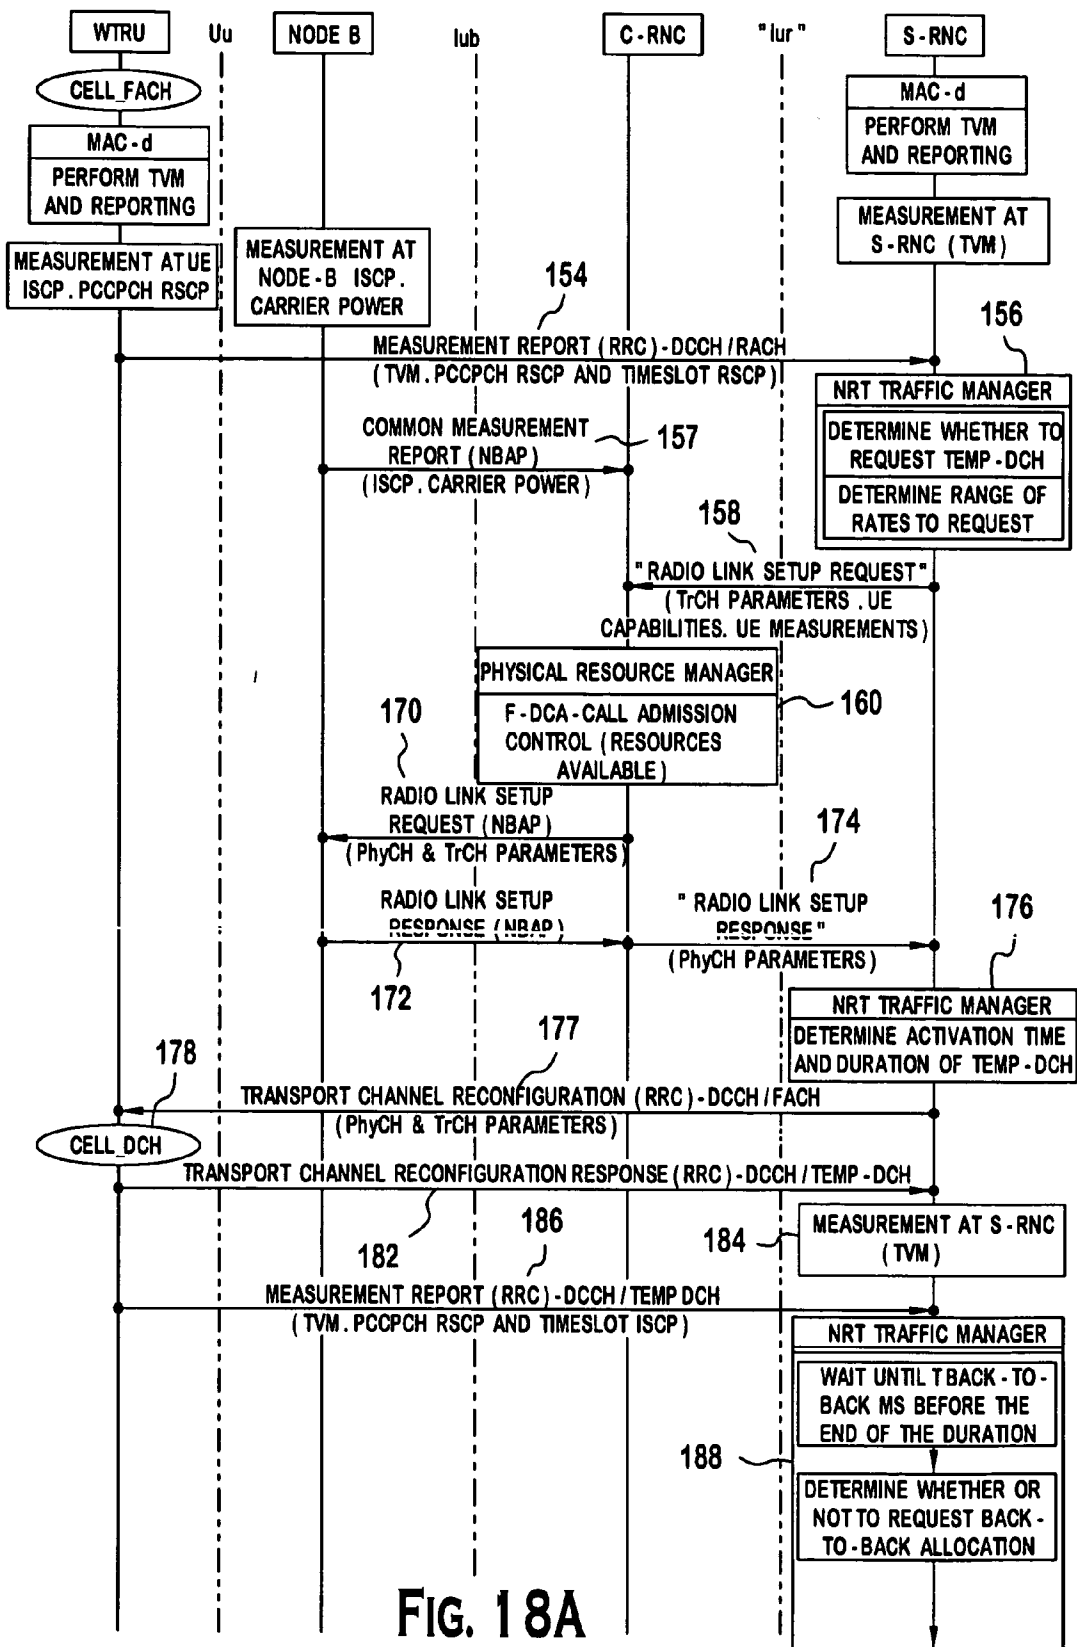 WTRU
Uu
NODE B
Iub
C-RNC
"Iur"
S-RNC
CELL_FACH
MAC-d
PERFORM TVM
AND REPORTING
MAC-d
PERFORM TVM
AND REPORTING
MEASUREMENT AT UE
ISCP. PCCPCH RSCP
MEASUREMENT AT
NODE-B ISCP.
CARRIER POWER
MEASUREMENT AT
S-RNC (TVM)
154
MEASUREMENT REPORT (RRC)-DCCH/RACH
(TVM. PCCPCH RSCP AND TIMESLOT RSCP)
156
NRT TRAFFIC MANAGER
DETERMINE WHETHER TO
REQUEST TEMP-DCH
DETERMINE RANGE OF
RATES TO REQUEST
COMMON MEASUREMENT
REPORT (NBAP)
157
(ISCP. CARRIER POWER)
158
"RADIO LINK SETUP REQUEST"
(TrCH PARAMETERS. UE
CAPABILITIES. UE MEASUREMENTS)
PHYSICAL RESOURCE MANAGER
F-DCA-CALL ADMISSION
CONTROL (RESOURCES
AVAILABLE)
160
170
RADIO LINK SETUP
REQUEST (NBAP)
(PhyCH & TrCH PARAMETERS)
174
RADIO LINK SETUP
RESPONSE (NBAP)
172
"RADIO LINK SETUP
RESPONSE"
(PhyCH PARAMETERS)
176
NRT TRAFFIC MANAGER
DETERMINE ACTIVATION TIME
AND DURATION OF TEMP-DCH
177
178
TRANSPORT CHANNEL RECONFIGURATION (RRC)-DCCH/FACH
(PhyCH & TrCH PARAMETERS)
CELL_DCH
TRANSPORT CHANNEL RECONFIGURATION RESPONSE (RRC)-DCCH/TEMP-DCH
182
184
MEASUREMENT AT S-RNC
(TVM)
186
MEASUREMENT REPORT (RRC)-DCCH/TEMP DCH
(TVM. PCCPCH RSCP AND TIMESLOT ISCP)
NRT TRAFFIC MANAGER
WAIT UNTIL T BACK-TO-
BACK MS BEFORE THE
END OF THE DURATION
188
DETERMINE WHETHER OR
NOT TO REQUEST BACK-
TO-BACK ALLOCATION
FIG. 18A